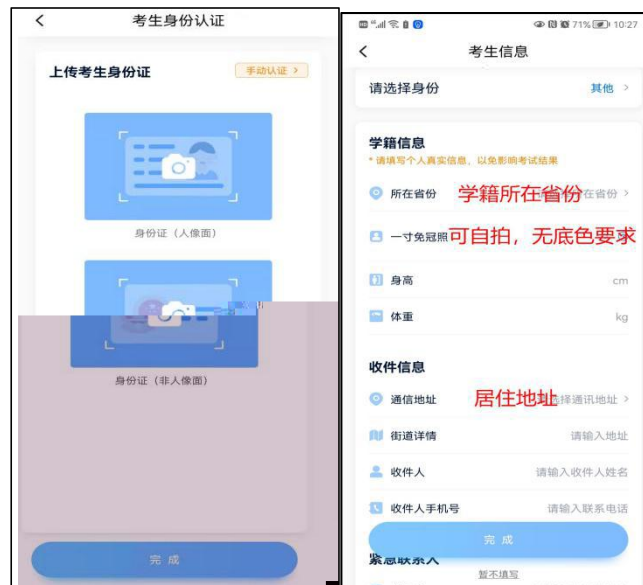 考生身份认证
上传考生身份证
手动认证 >
身份证（人像面）
身份证（非人像面）
完成
71% 10:27
考生信息
请选择身份 其他 >
学籍信息
* 请填写个人真实信息，以免影响考试结果
所在省份 学籍所在省份 在省份 >
一寸免冠照 可自拍，无底色要求
身高 cm
体重 kg
收件信息
通信地址 居住地址 选择通讯地址 >
街道详情 请输入地址
收件人 请输入收件人姓名
收件人手机号 请输入联系电话
完成
紧急联系人
暂不填写